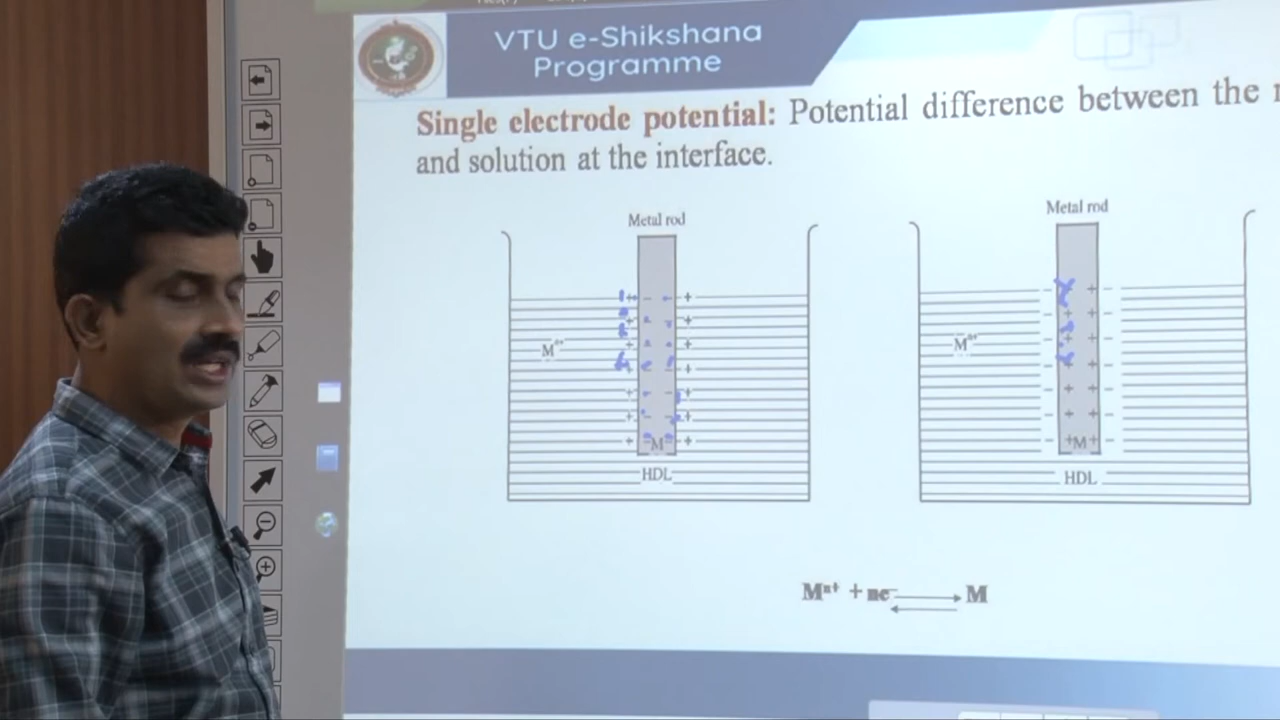 VTU e-Shikshana
Programme
Single electrode potential: Potential difference between the
and solution at the interface.
Metal rod
Metal rod
Mⁿ⁺
Mⁿ⁺
M
+M+
HDL
HDL
Mⁿ⁺ + ne⁻ ⇌ M